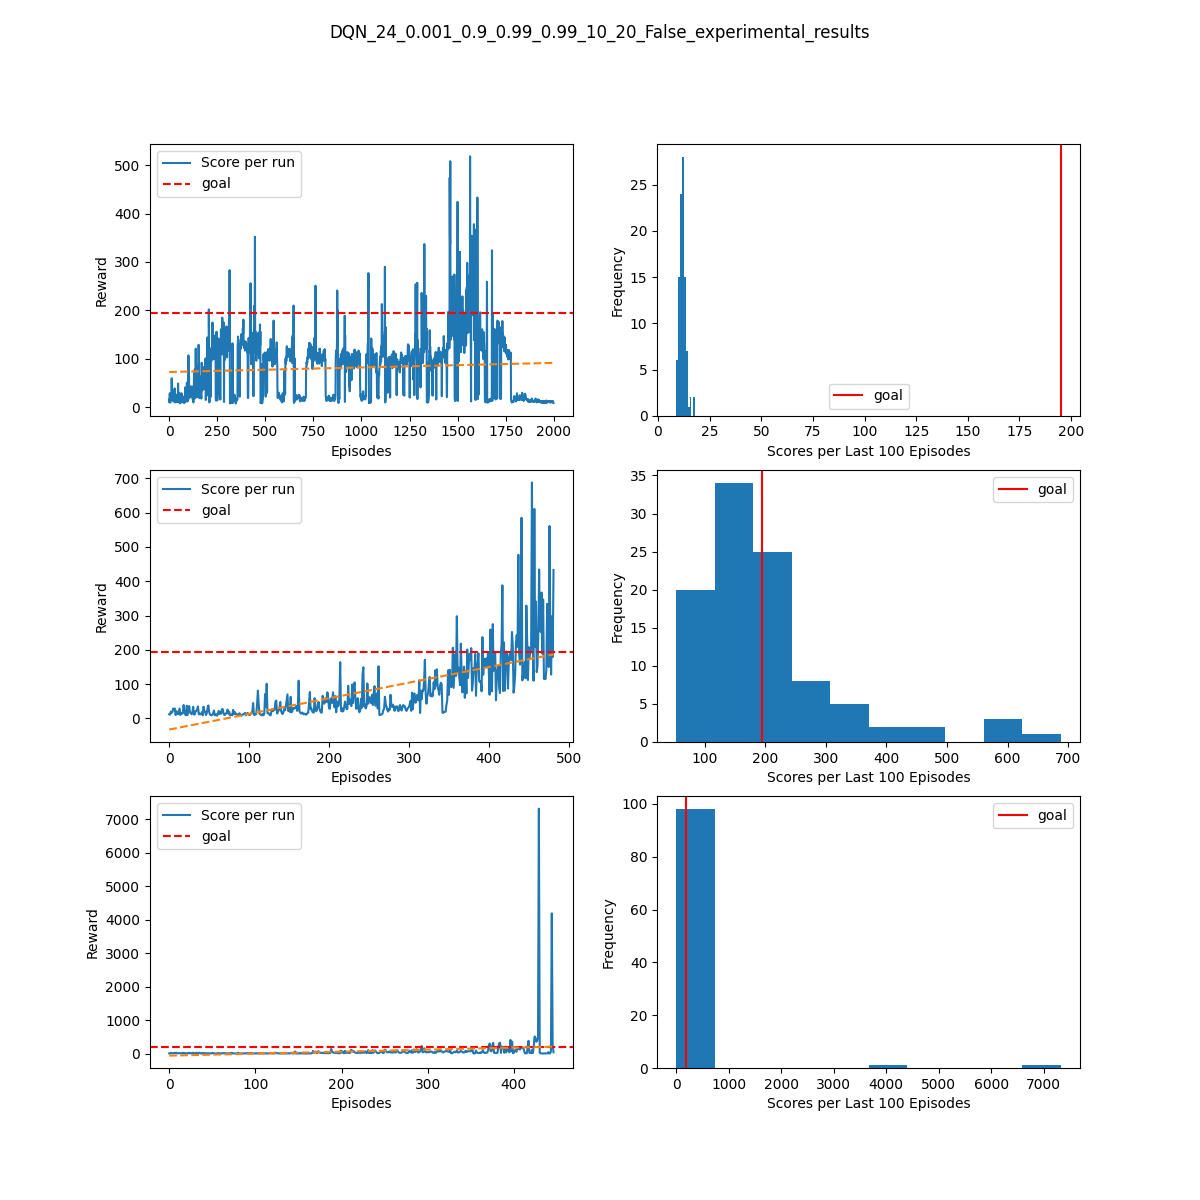 DQN_24_0.001_0.9_0.99_0.99_10_20_False_experimental_results
Score per run
goal
500
400
300
200
100
0
Reward
0 250 500 750 1000 1250 1500 1750 2000
Episodes
goal
25
20
15
10
5
0
Frequency
0 25 50 75 100 125 150 175 200
Scores per Last 100 Episodes
Score per run
goal
700
600
500
400
300
200
100
0
Reward
0 100 200 300 400 500
Episodes
goal
35
30
25
20
15
10
5
0
Frequency
100 200 300 400 500 600 700
Scores per Last 100 Episodes
Score per run
goal
7000
6000
5000
4000
3000
2000
1000
0
Reward
0 100 200 300 400
Episodes
goal
100
80
60
40
20
0
Frequency
0 1000 2000 3000 4000 5000 6000 7000
Scores per Last 100 Episodes